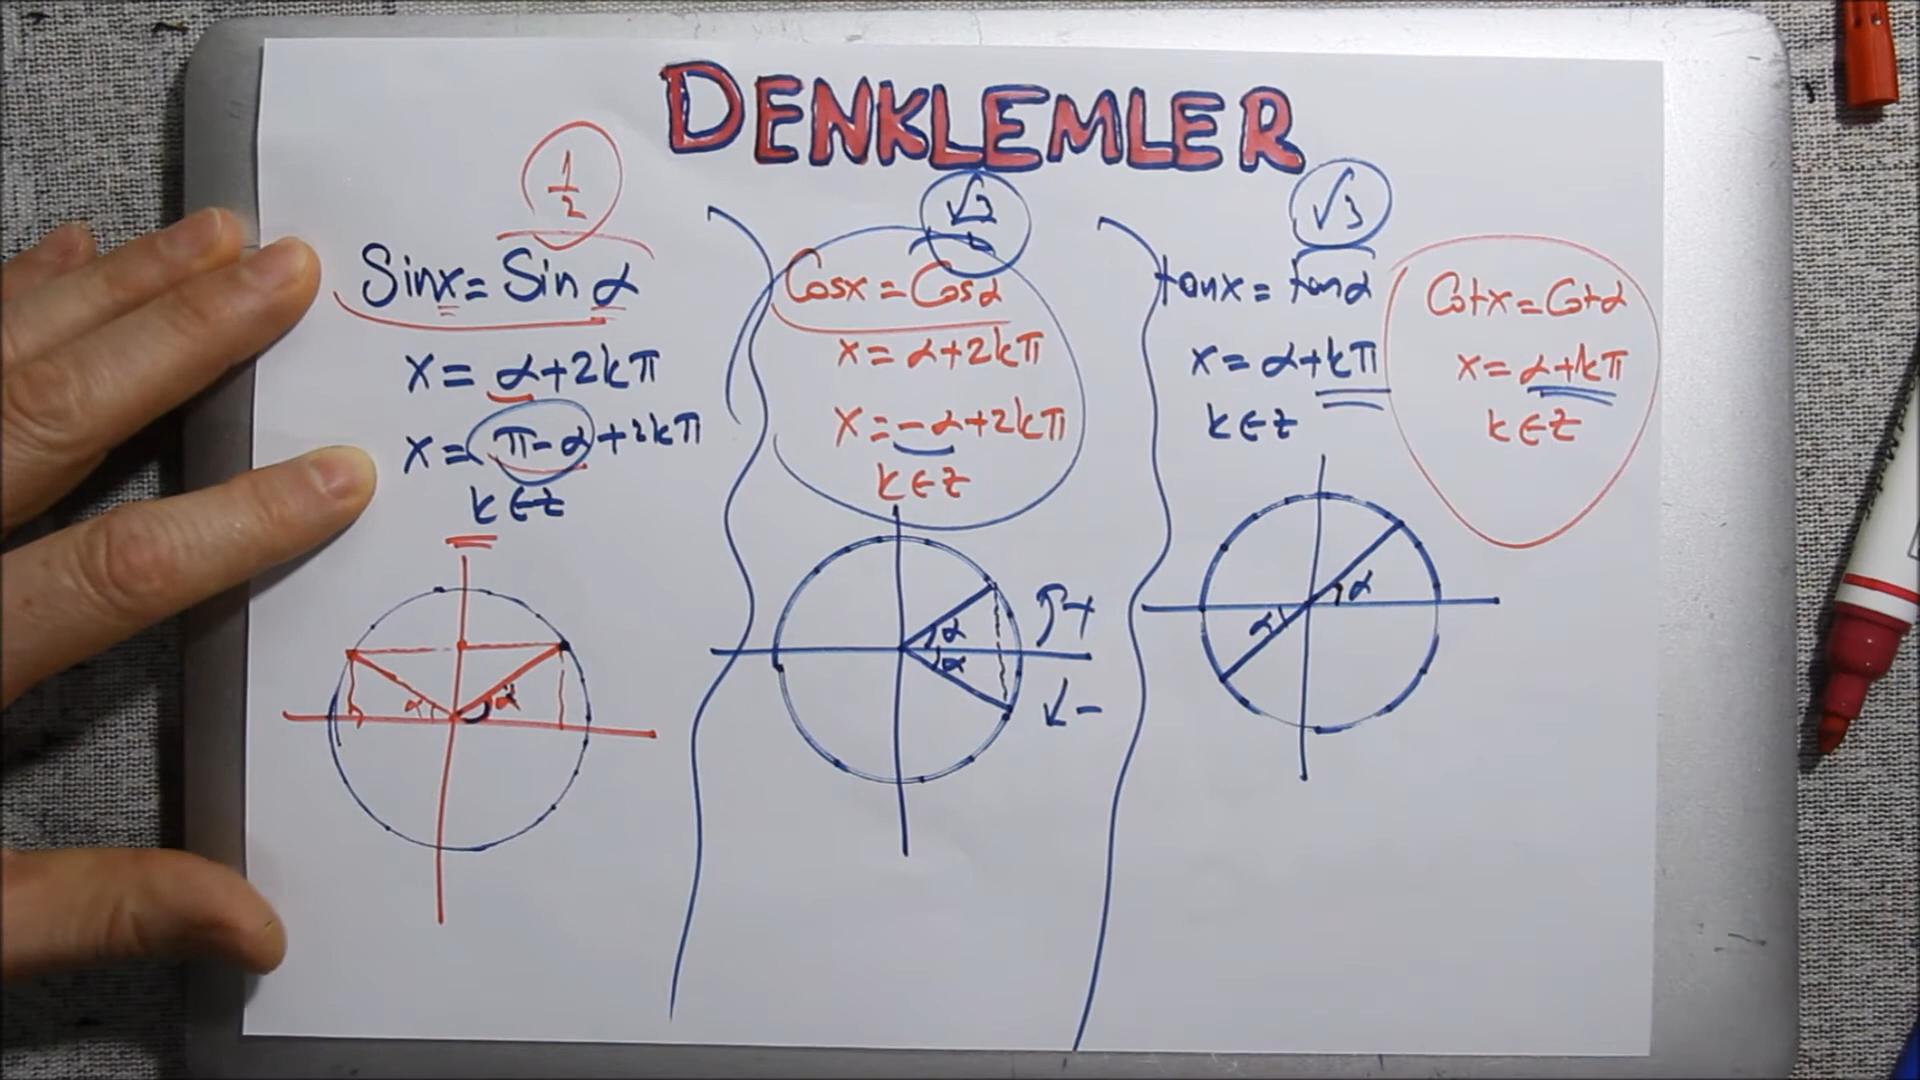 DENKLEMLER
1/2
Sinx = Sin α
x = α+2kπ
x = π-α+2kπ
k∈z
α α
√2
Cosx = Cosα
x = α+2kπ
x = -α+2kπ
k∈z
α
α
+
-
√3
tanx = tanα
x = α+kπ
k∈z
α
α
Cotx = Cotα
x = α+kπ
k∈z